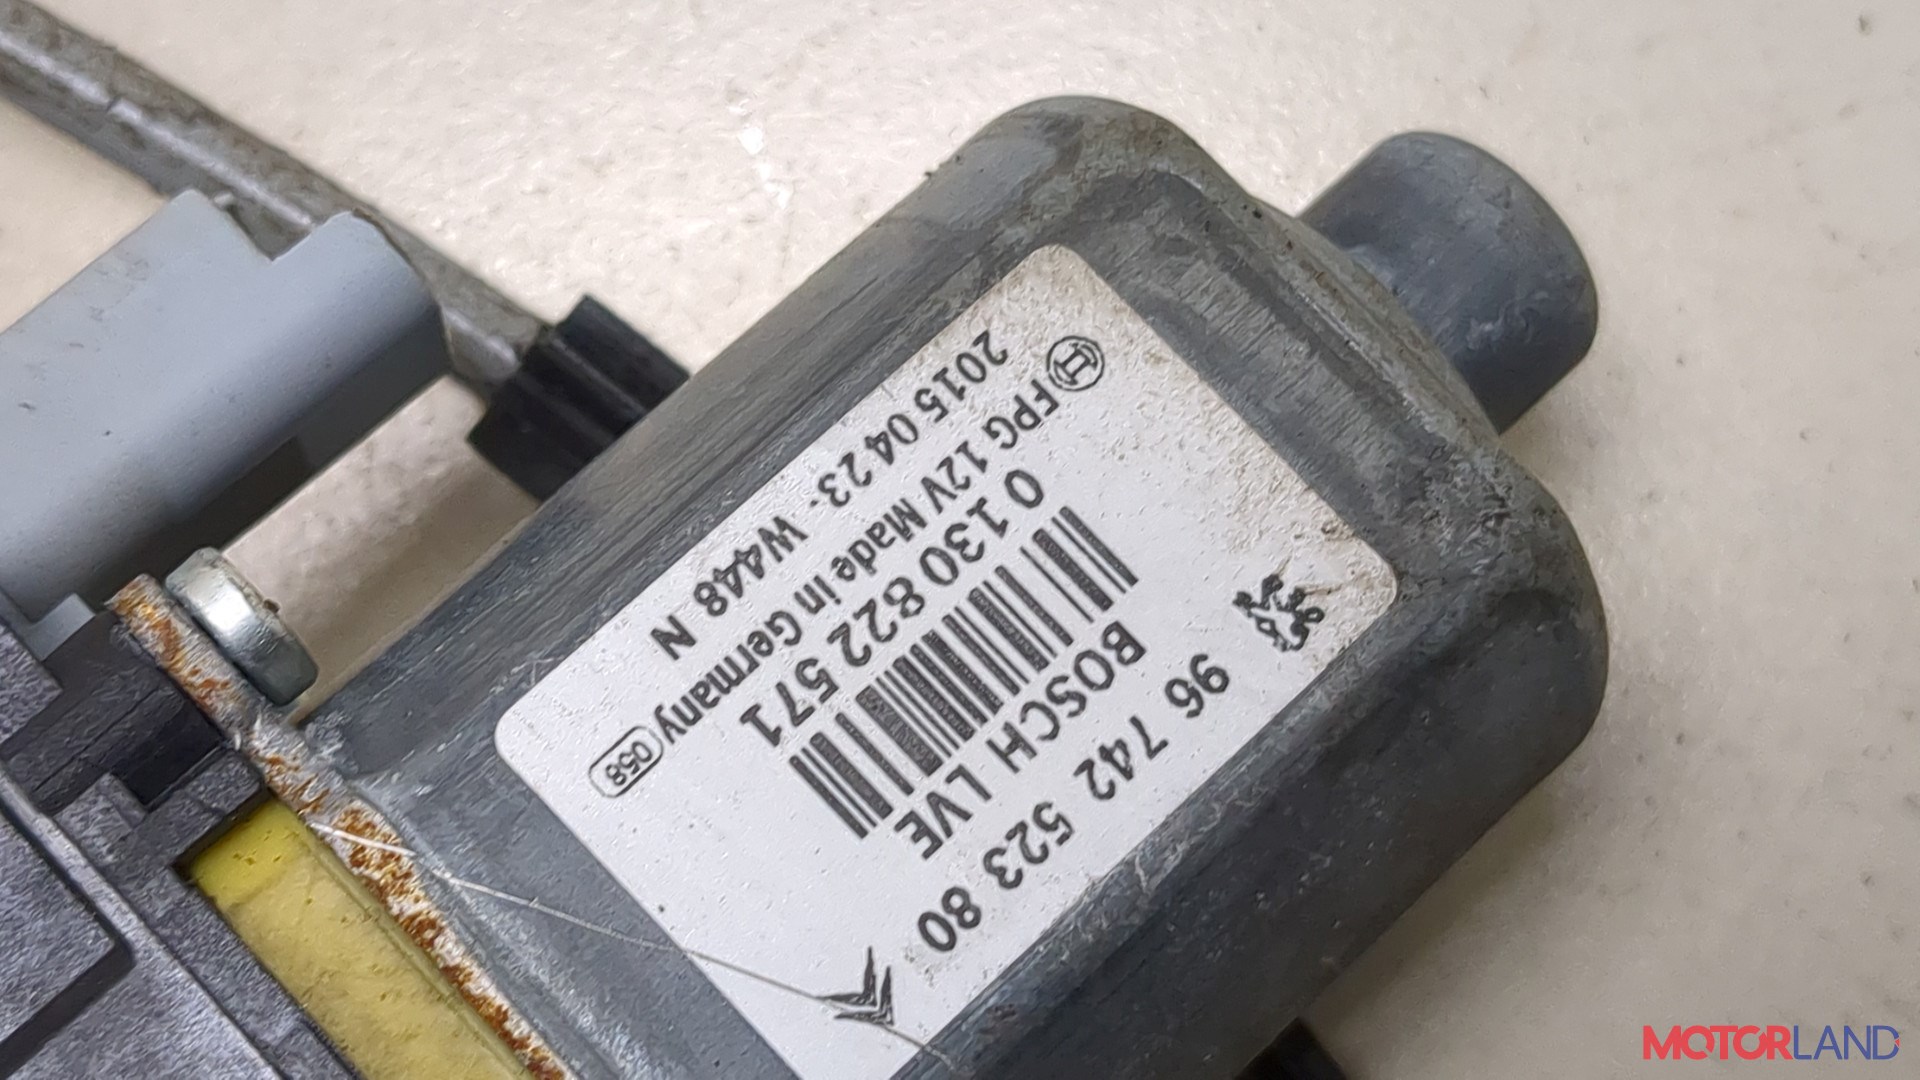 96 742 523 80
BOSCH LVE
0 130 822 571
FPG 12V Made in Germany 058
2015 04 23. W448 N
MOTORLAND